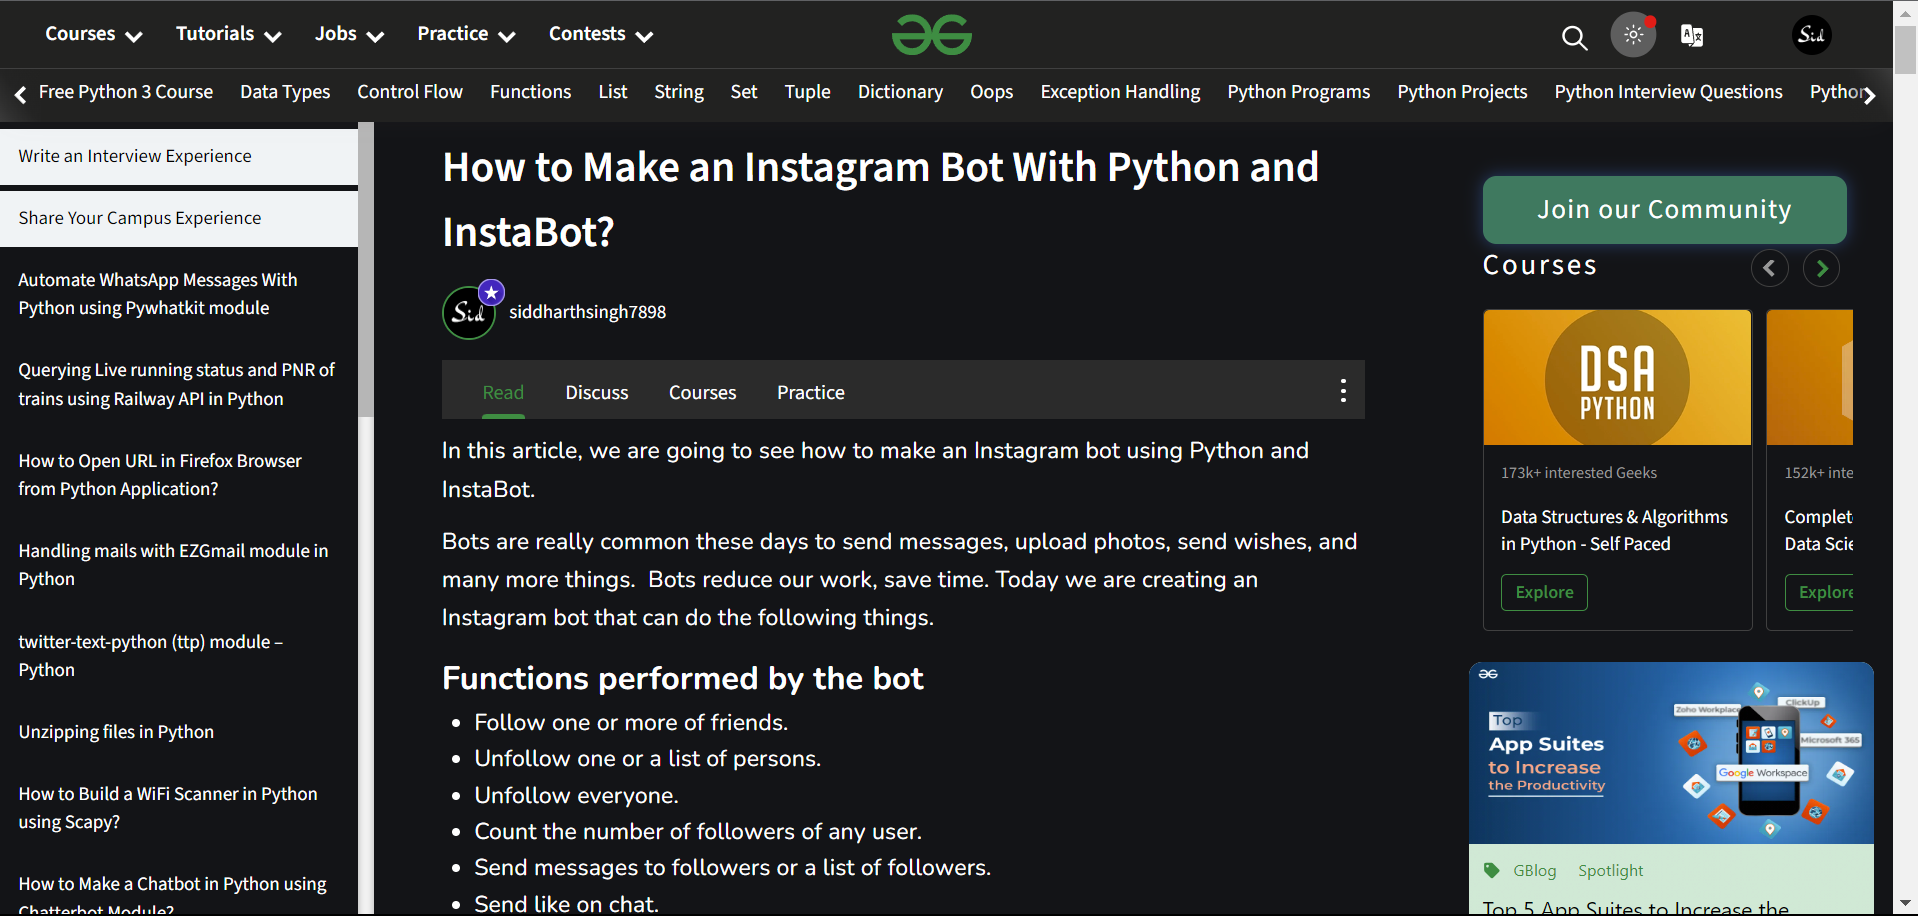 Courses
Tutorials
Jobs
Practice
Contests
Sid
Free Python 3 Course
Data Types
Control Flow
Functions
List
String
Set
Tuple
Dictionary
Oops
Exception Handling
Python Programs
Python Projects
Python Interview Questions
Python
Write an Interview Experience
Share Your Campus Experience
Automate WhatsApp Messages With
Python using Pywhatkit module
Querying Live running status and PNR of
trains using Railway API in Python
How to Open URL in Firefox Browser
from Python Application?
Handling mails with EZGmail module in
Python
twitter-text-python (ttp) module –
Python
Unzipping files in Python
How to Build a WiFi Scanner in Python
using Scapy?
How to Make a Chatbot in Python using
Chatterbot Module?
How to Make an Instagram Bot With Python and
InstaBot?
Sid
siddharthsingh7898
Read
Discuss
Courses
Practice
In this article, we are going to see how to make an Instagram bot using Python and
InstaBot.
Bots are really common these days to send messages, upload photos, send wishes, and
many more things.  Bots reduce our work, save time. Today we are creating an
Instagram bot that can do the following things.
Functions performed by the bot
Follow one or more of friends.
Unfollow one or a list of persons.
Unfollow everyone.
Count the number of followers of any user.
Send messages to followers or a list of followers.
Send like on chat.
Join our Community
Courses
DSA
PYTHON
173k+ interested Geeks
Data Structures & Algorithms
in Python - Self Paced
Explore
152k+ inte
Complet
Data Scie
Explore
Top
App Suites
to Increase
the Productivity
Zoho Workplace
ClickUp
Microsoft 365
Google Workspace
GBlog
Spotlight
Top 5 App Suites to Increase the